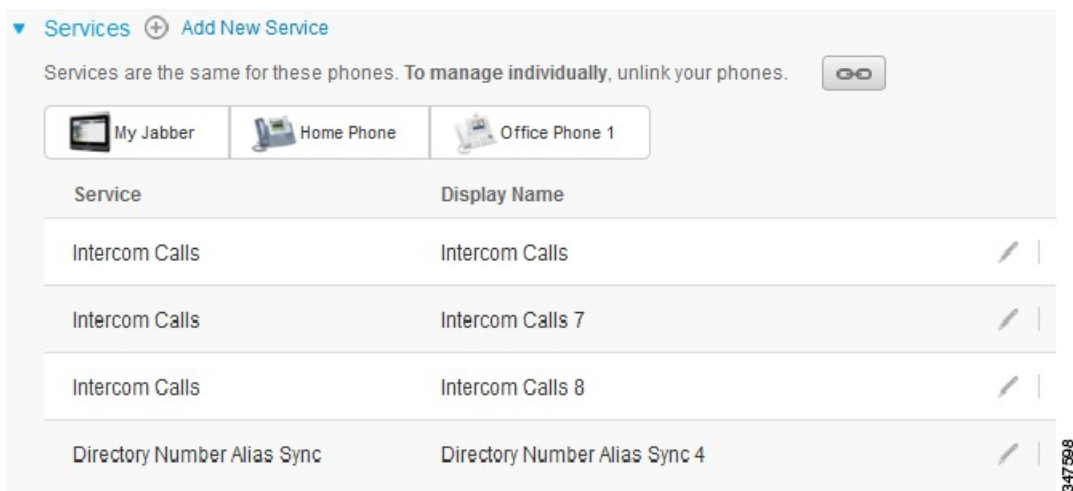 Services Add New Service
Services are the same for these phones. To manage individually, unlink your phones.
My Jabber Home Phone Office Phone 1
Service Display Name
Intercom Calls Intercom Calls
Intercom Calls Intercom Calls 7
Intercom Calls Intercom Calls 8
Directory Number Alias Sync Directory Number Alias Sync 4
347598